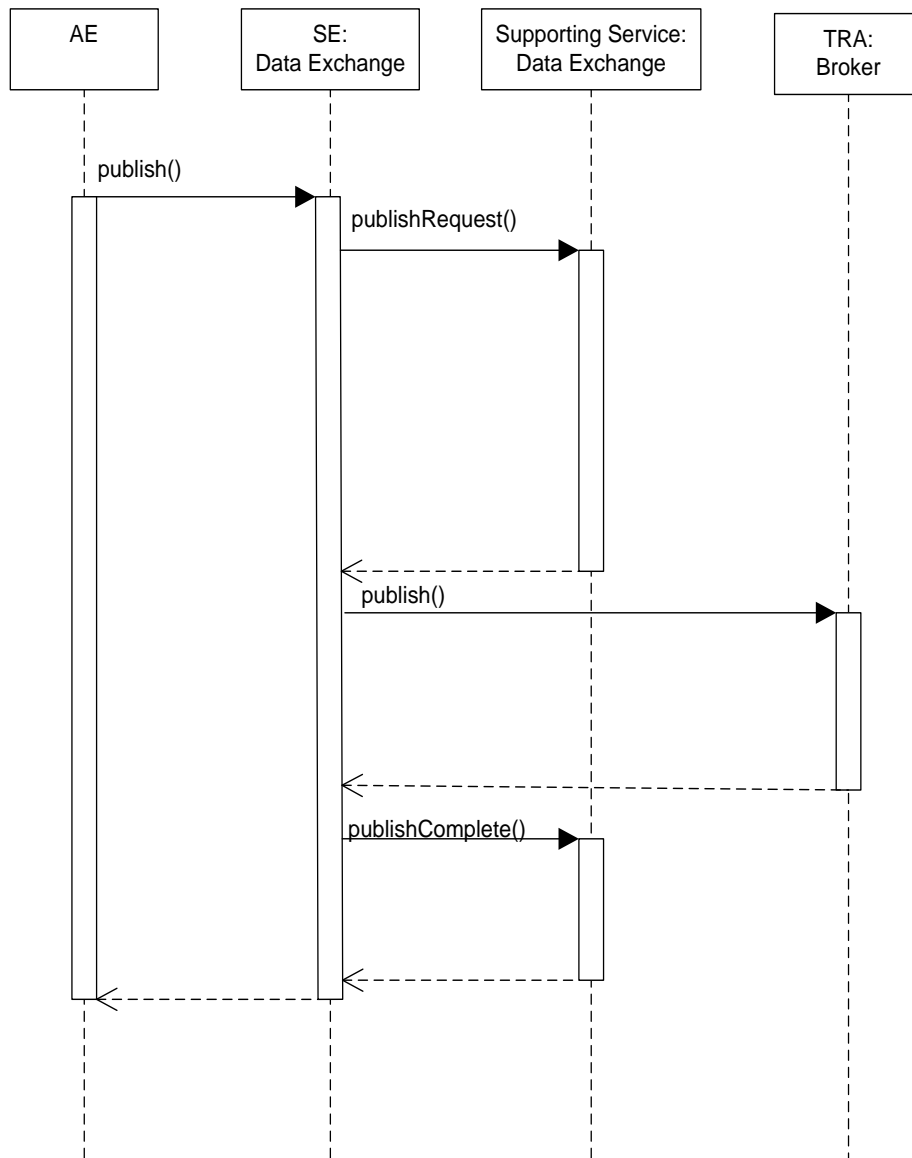 AE
SE:
Data Exchange
Supporting Service:
Data Exchange
TRA:
Broker
publish()
publishRequest()
publish()
publishComplete()